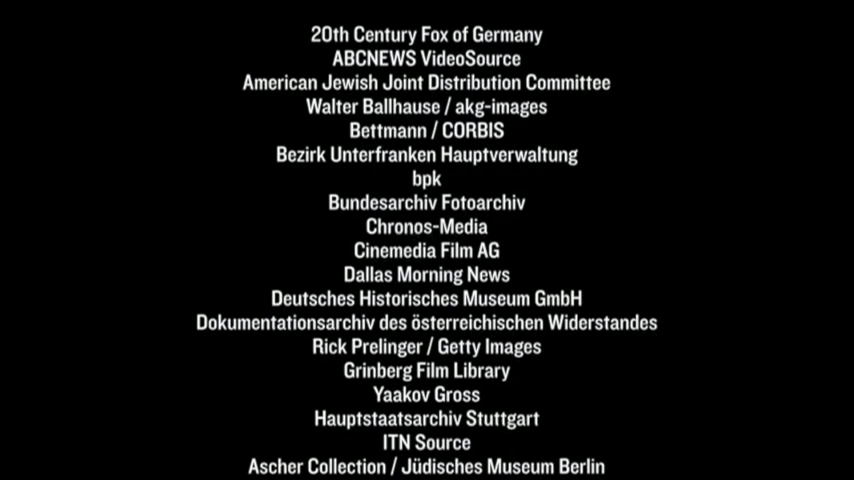 20th Century Fox of Germany
ABCNEWS VideoSource
American Jewish Joint Distribution Committee
Walter Ballhause / akg-images
Bettmann / CORBIS
Bezirk Unterfranken Hauptverwaltung
bpk
Bundesarchiv Fotoarchiv
Chronos-Media
Cinemedia Film AG
Dallas Morning News
Deutsches Historisches Museum GmbH
Dokumentationsarchiv des österreichischen Widerstandes
Rick Prelinger / Getty Images
Grinberg Film Library
Yaakov Gross
Hauptstaatsarchiv Stuttgart
ITN Source
Ascher Collection / Jüdisches Museum Berlin